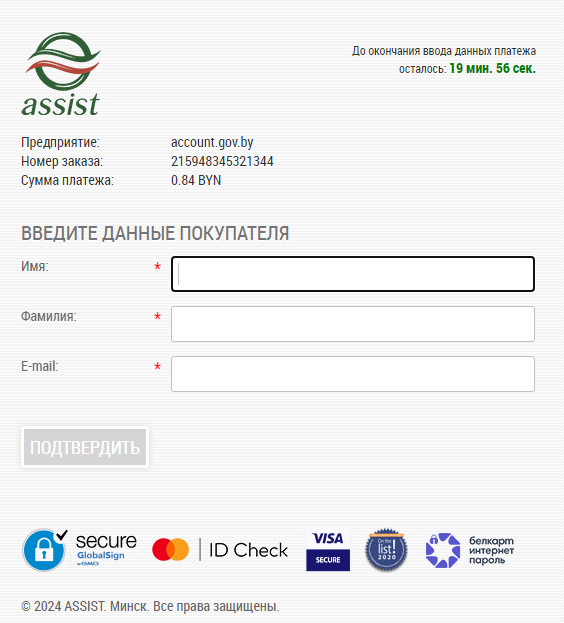 assist
До окончания ввода данных платежа
осталось: 19 мин. 56 сек.
Предприятие: account.gov.by
Номер заказа: 215948345321344
Сумма платежа: 0.84 BYN
ВВЕДИТЕ ДАННЫЕ ПОКУПАТЕЛЯ
Имя: *
Фамилия: *
E-mail: *
ПОДТВЕРДИТЬ
secure
GlobalSign
by GMO
ID Check
VISA
SECURE
On the
list!
2020
белкарт
интернет
пароль
© 2024 ASSIST. Минск. Все права защищены.